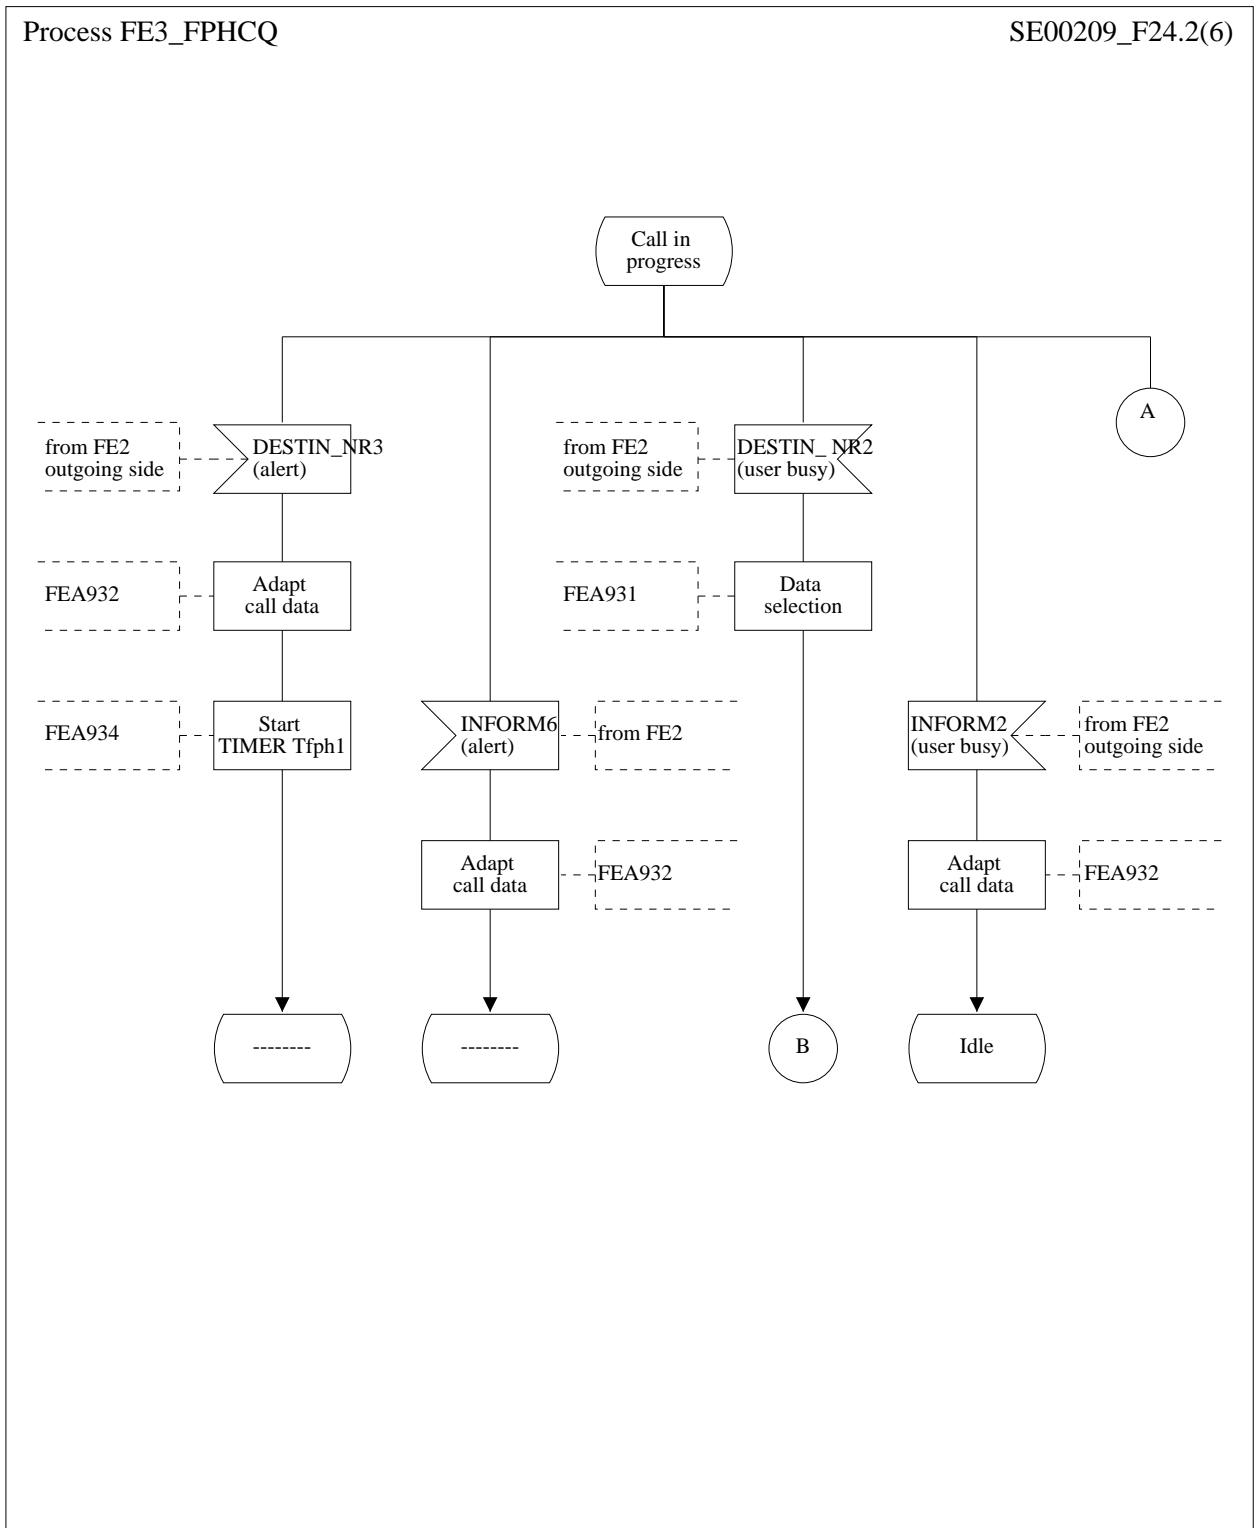 Process FE3_FPHCQ
SE00209_F24.2(6)
Call in
progress
A
from FE2
outgoing side
DESTIN_NR3
(alert)
from FE2
outgoing side
DESTIN_ NR2
(user busy)
FEA932
Adapt
call data
FEA931
Data
selection
FEA934
Start
TIMER Tfph1
INFORM6
(alert)
from FE2
INFORM2
(user busy)
from FE2
outgoing side
Adapt
call data
FEA932
Adapt
call data
FEA932
--------
--------
B
Idle